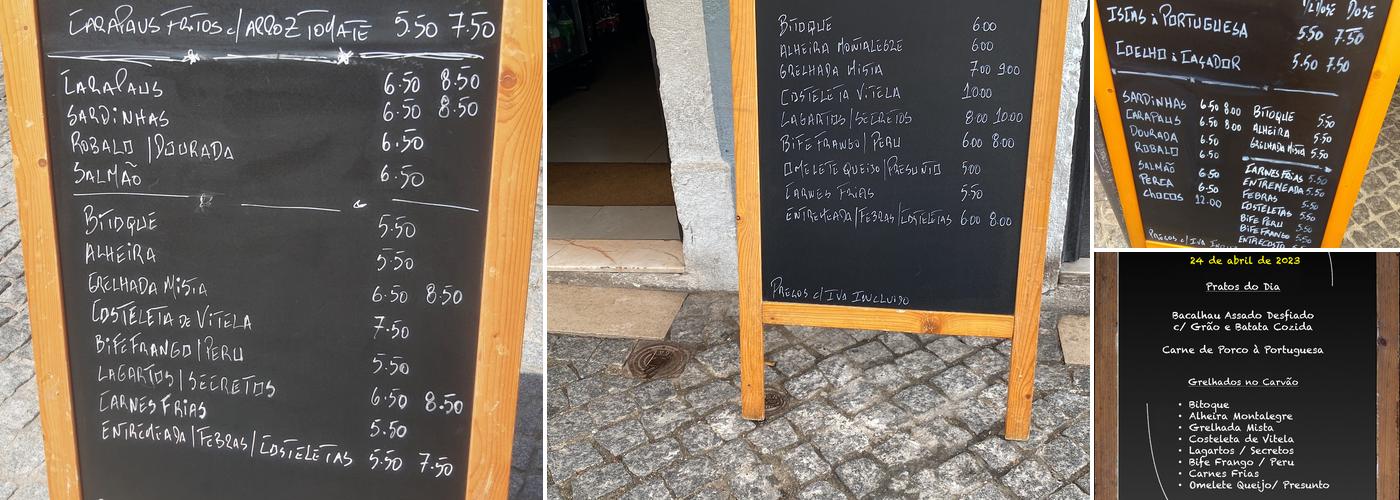 CARAPAUS FRITOS c/ARROZ TOMATE 5.50 7.50
CARAPAUS 6.50 8.50
SARDINHAS 6.50 8.50
ROBALO /DOURADA 6.50
SALMÃO 6.50
BITOQUE 5.50
ALHEIRA 5.50
GRELHADA MISTA 6.50 8.50
COSTELETA DE VITELA 7.50
BIFE FRANGO/PERU 5.50
LAGARTOS/SECRETOS 6.50 8.50
CARNES FRIAS 5.50
ENTREMEADA/FEBRAS/COSTELETAS 5.50 7.50
BITOQUE 6.00
ALHEIRA MONTALEGRE 6.00
GRELHADA MISTA 7.00 9.00
COSTELETA VITELA 10.00
LAGARTOS/SECRETOS 8.00 10.00
BIFE FRANGO/ PERU 6.00 8.00
OMELETE QUEIJO/PRESUNTO 5.00
CARNES FRIAS 5.50
ENTREMEADA/FEBRAS/COSTELETAS 6.00 8.00
PREÇOS c/ IVA INCLUIDO
1/2 DOSE DOSE
ISCAS à PORTUGUESA 5.50 7.50
COELHO à CAÇADOR 5.50 7.50
SARDINHAS 6.50 8.00
CARAPAUS 6.50 8.00
DOURADA 6.50
ROBALO 6.50
SALMÃO 6.50
PERCA 6.50
CHOCOS 12.00
BITOQUE 5.50
ALHEIRA 5.50
GRELHADA MISTA 5.50
CARNES FRIAS 5.50
ENTREMEADA 5.50
FEBRAS 5.50
COSTELETAS 5.50
BIFE PERU 5.50
BIFE FRANGO 5.50
ENTRECOSTO
PREÇOS c/ IVA
24 de abril de 2023
Pratos do Dia
Bacalhau Assado Desfiado
c/ Grão e Batata Cozida
Carne de Porco à Portuguesa
Grelhados no Carvão
• Bitoque
• Alheira Montalegre
• Grelhada Mista
• Costeleta de Vitela
• Lagartos / Secretos
• Bife Frango / Peru
• Carnes Frias
• Omelete Queijo/ Presunto